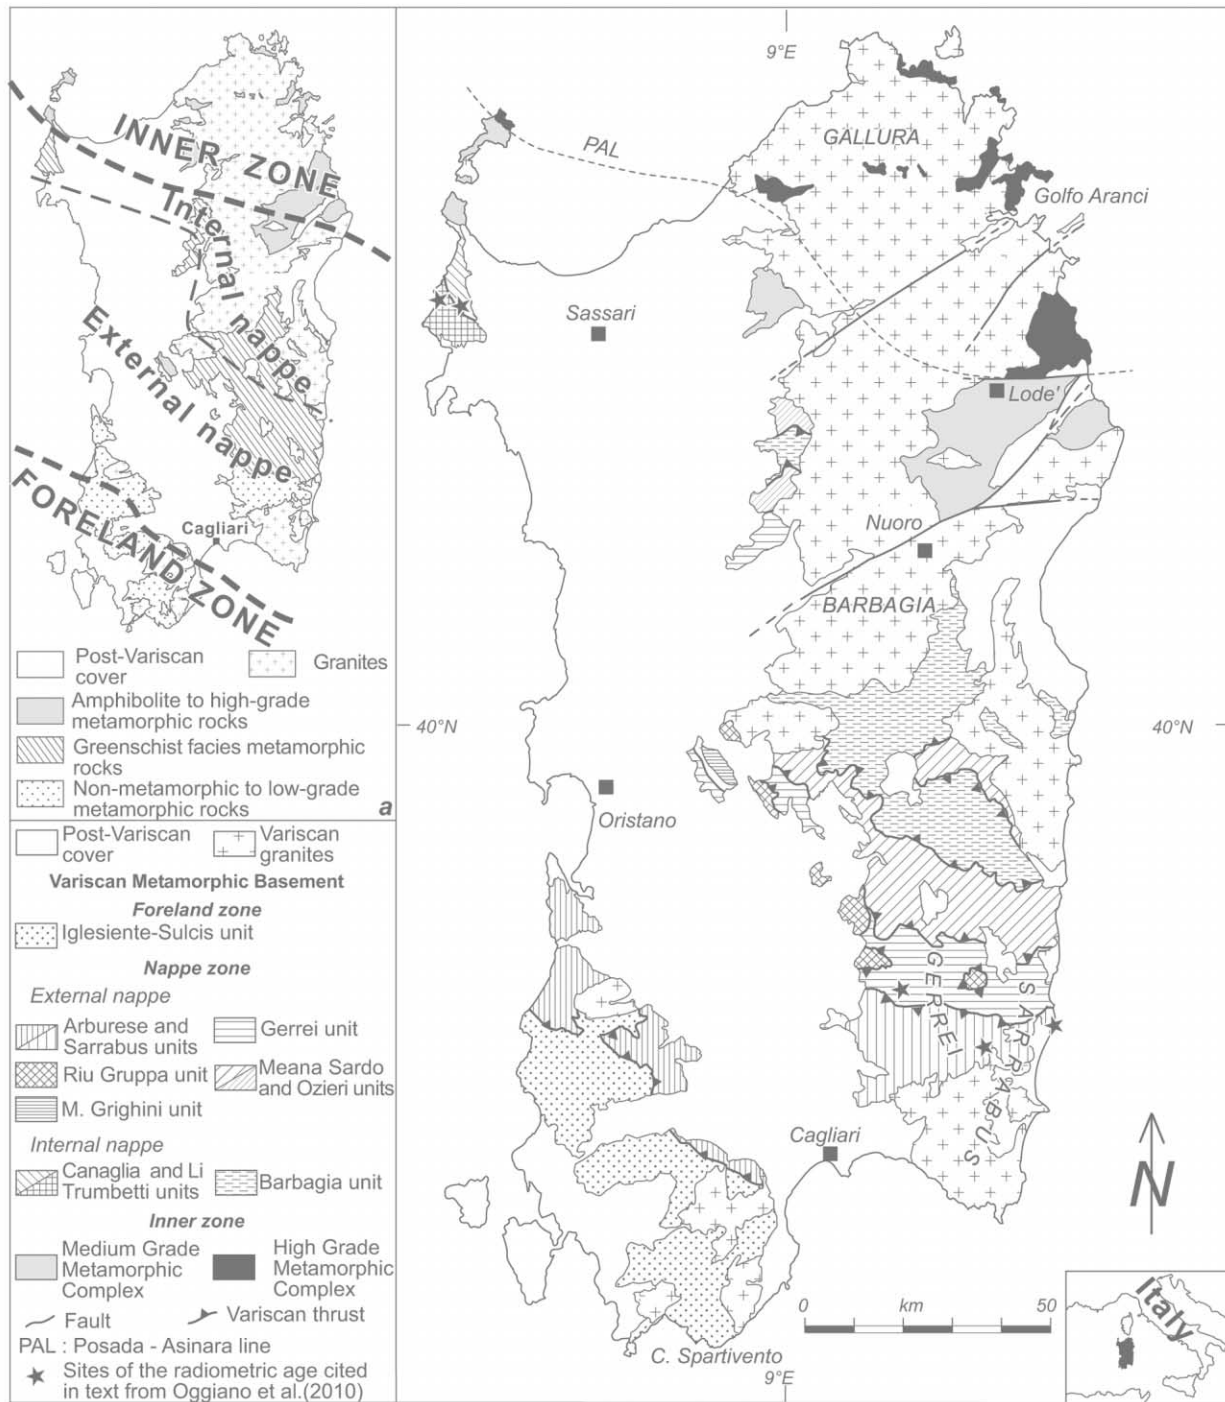 INNER ZONE
Tnternal nappe
External nappe
FORELAND ZONE
Cagliari
Post-Variscan
cover
Granites
Amphibolite to high-grade
metamorphic rocks
Greenschist facies metamorphic
rocks
Non-metamorphic to low-grade
metamorphic rocks
a
Post-Variscan
cover
Variscan
granites
Variscan Metamorphic Basement
Foreland zone
Iglesiente-Sulcis unit
Nappe zone
External nappe
Arburese and
Sarrabus units
Gerrei unit
Riu Gruppa unit
Meana Sardo
and Ozieri units
M. Grighini unit
Internal nappe
Canaglia and Li
Trumbetti units
Barbagia unit
Inner zone
Medium Grade
Metamorphic
Complex
High Grade
Metamorphic
Complex
Fault
Variscan thrust
PAL : Posada - Asinara line
Sites of the radiometric age cited
in text from Oggiano et al.(2010)
9°E
PAL
GALLURA
Golfo Aranci
Sassari
Lode'
Nuoro
BARBAGIA
40°N
40°N
Oristano
GERREI
SARRABUS
Cagliari
N
0 km 50
C. Spartivento
9°E
Italy